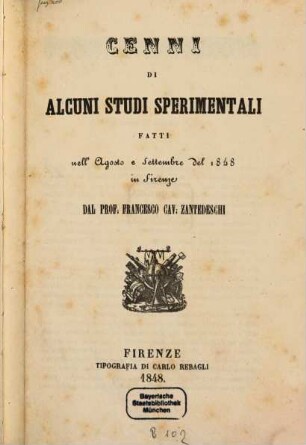 CENNI
DI
ALCUNI STUDI SPERIMENTALI
FATTI
nell' Agosto e Settembre del 1848
in Firenze
DAL PROF. FRANCESCO CAV: ZANTEDESCHI
FIRENZE
TIPOGRAFIA DI CARLO REBAGLI
1848.
Bayerische
Staatsbibliothek
München